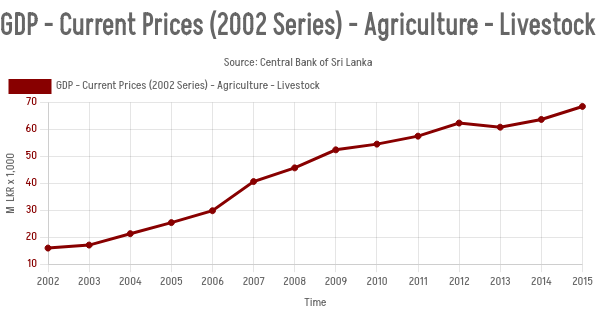 GDP - Current Prices (2002 Series) - Agriculture - Livestock
Source: Central Bank of Sri Lanka
GDP - Current Prices (2002 Series) - Agriculture - Livestock
M LKR x 1,000
70
60
50
40
30
20
10
2002 2003 2004 2005 2006 2007 2008 2009 2010 2011 2012 2013 2014 2015
Time